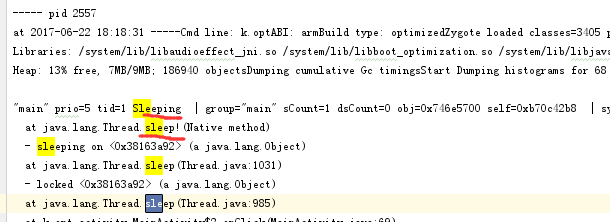 ----- pid 2557
at 2017-06-22 18:18:31 -----Cmd line: k.optABI: armBuild type: optimizedZygote loaded classes=3405 p
Libraries: /system/lib/libaudioeffect_jni.so /system/lib/libboot_optimization.so /system/lib/libjava
Heap: 13% free, 7MB/9MB; 186940 objectsDumping cumulative Gc timingsStart Dumping histograms for 68
"main" prio=5 tid=1 Sleeping | group="main" sCount=1 dsCount=0 obj=0x746e5700 self=0xb70c42b8 | sy
at java.lang.Thread.sleep!(Native method)
- sleeping on <0x38163a92> (a java.lang.Object)
at java.lang.Thread.sleep(Thread.java:1031)
- locked <0x38163a92> (a java.lang.Object)
at java.lang.Thread.sleep(Thread.java:985)